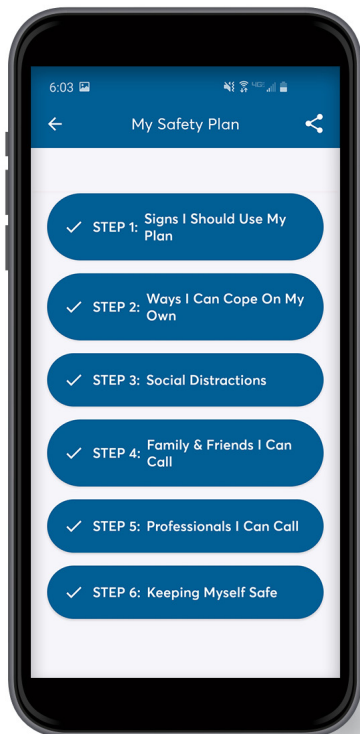 6:03
My Safety Plan
STEP 1: Signs I Should Use My
Plan
STEP 2: Ways I Can Cope On My
Own
STEP 3: Social Distractions
STEP 4: Family & Friends I Can
Call
STEP 5: Professionals I Can Call
STEP 6: Keeping Myself Safe